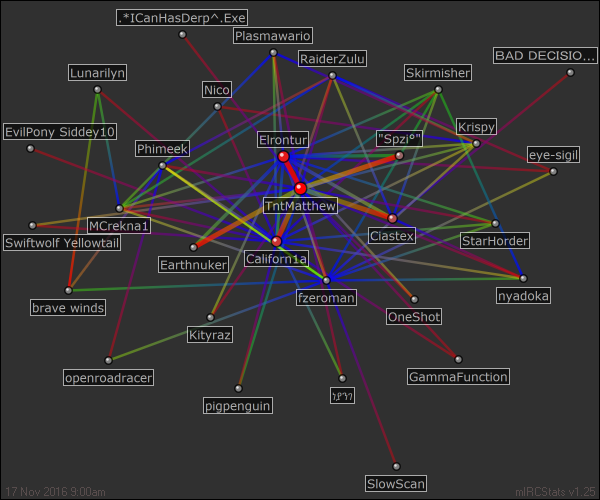 .*ICanHasDerp^.Exe
Plasmawario
RaiderZulu
BAD DECISIO...
Lunarilyn
Skirmisher
Nico
EvilPony Siddey10
Phimeek
Elrontur
"Spzi°"
Krispy
eye-sigil
TntMatthew
MCrekna1
Ciastex
Swiftwolf Yellowtail
StarHorder
Earthnuker
Californ1a
fzeroman
nyadoka
brave winds
Kityraz
OneShot
openroadracer
GammaFunction
pigpenguin
SlowScan
17 Nov 2016 9:00am
mIRCStats v1.25